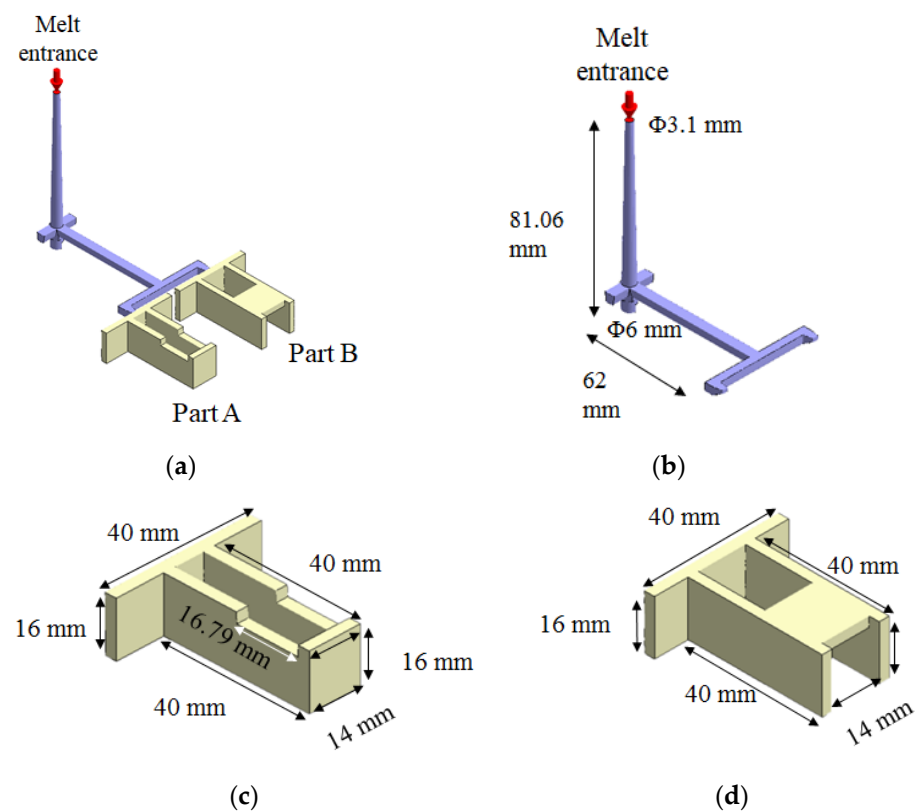 Melt
entrance
Part B
Part A
(a)
Melt
entrance
Φ3.1 mm
81.06
mm
Φ6 mm
62
mm
(b)
40 mm
40 mm
16 mm
16.79 mm
16 mm
40 mm
14 mm
(c)
40 mm
40 mm
16 mm
40 mm
14 mm
(d)